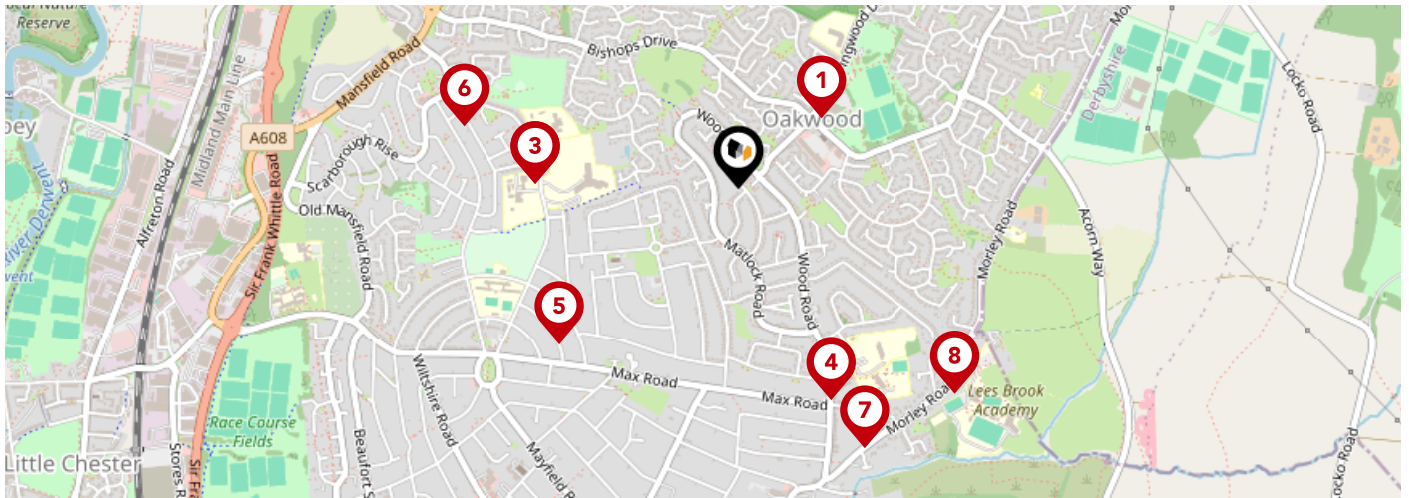 Reserve
Mansfield Road
Bishops Drive
Derbyshire
Locko Road
A608
Midland Main Line
Oakwood
1
6
3
Scarborough Rise
Old Mansfield Road
Alfreton Road
River Derwent
Sir Frank Whittle Road
Matlock Road
Wood Road
Morley Road
Acorn Way
5
4
8
7
Max Road
Max Road
Morley Road
Lees Brook
Academy
Wiltshire Road
Race Course
Fields
Little Chester
Locko Road